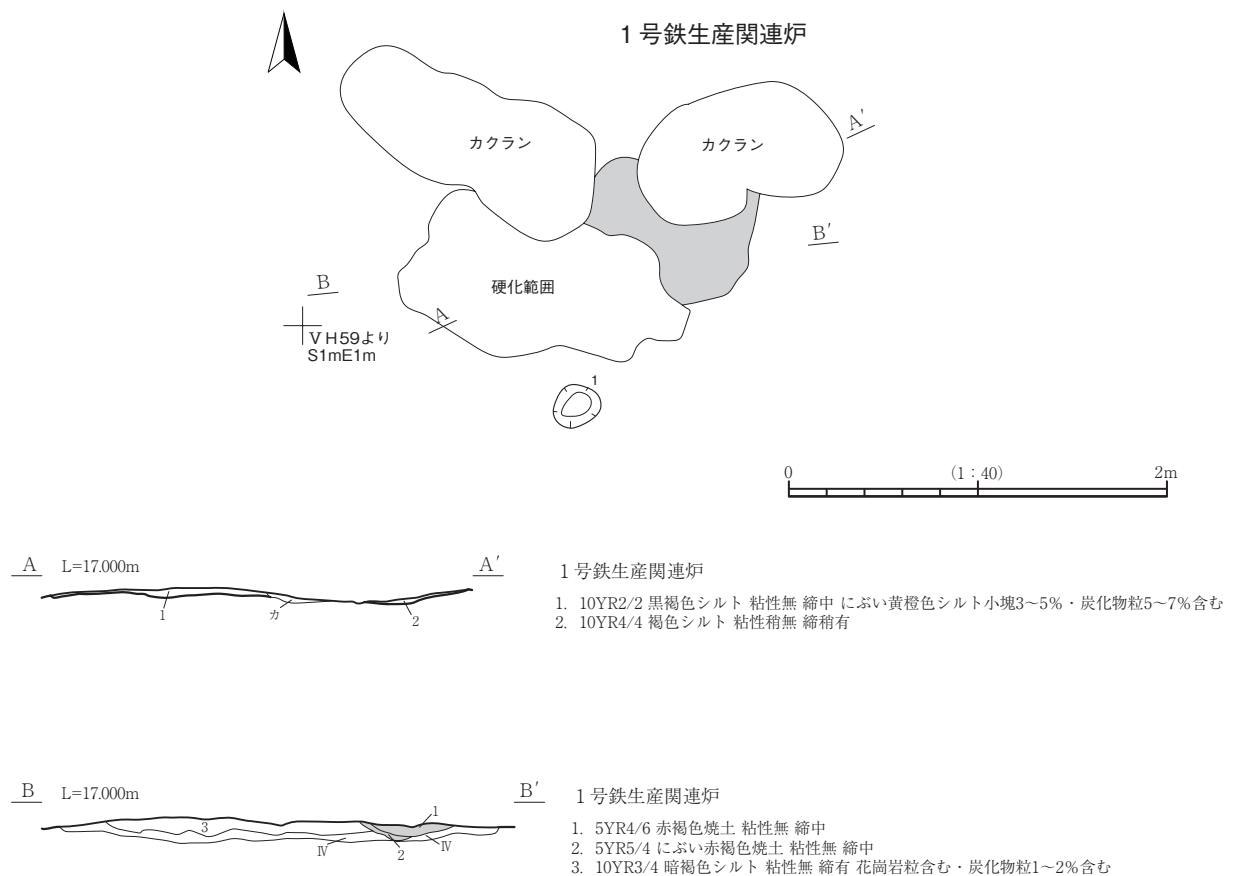 1号鉄生産関連炉
カクラン
カクラン
A′
B′
硬化範囲
B
A
ⅤH59より
S1mE1m
1
0 (1:40) 2m
A L=17.000m A′
1 カ 2
1号鉄生産関連炉
1. 10YR2/2 黒褐色シルト 粘性無 締中 にぶい黄橙色シルト小塊3～5%・炭化物粒5～7%含む
2. 10YR4/4 褐色シルト 粘性稍無 締稍有
B L=17.000m B′
1
3
Ⅳ 2 Ⅳ
1号鉄生産関連炉
1. 5YR4/6 赤褐色焼土 粘性無 締中
2. 5YR5/4 にぶい赤褐色焼土 粘性無 締中
3. 10YR3/4 暗褐色シルト 粘性無 締有 花崗岩粒含む・炭化物粒1～2%含む